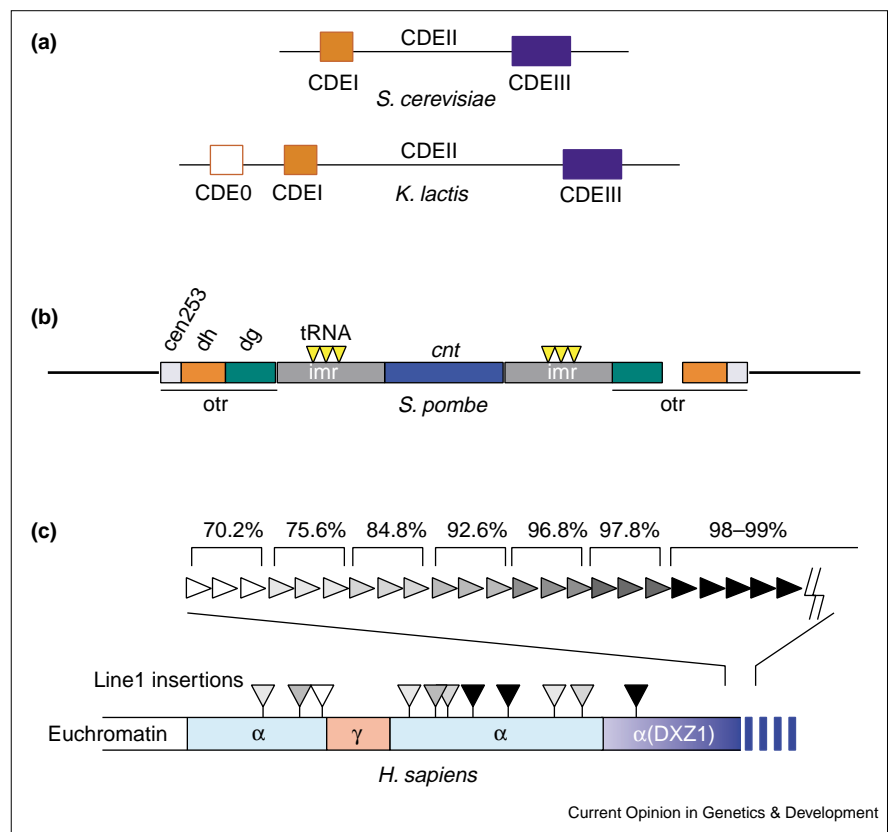 (a)
CDEII
CDEI CDEIII
S. cerevisiae
CDEII
CDE0 CDEI CDEIII
K. lactis
(b)
cen253 dh dg tRNA cnt
imr imr
otr S. pombe otr
(c)
70.2% 75.6% 84.8% 92.6% 96.8% 97.8% 98–99%
Line1 insertions
Euchromatin α γ α α(DXZ1)
H. sapiens
Current Opinion in Genetics & Development